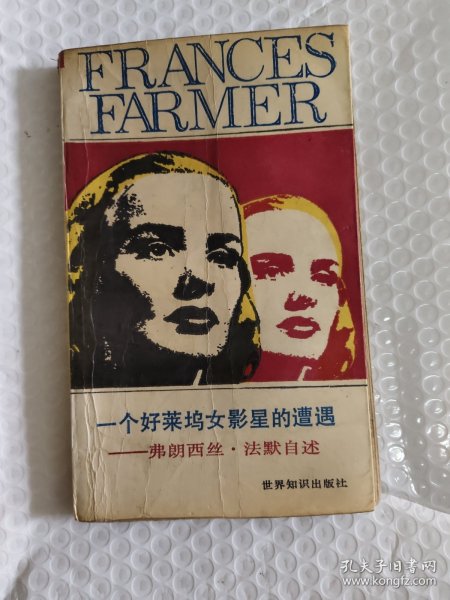 FRANCES
FARMER
一个好莱坞女影星的遭遇
——弗朗西丝·法默自述
世界知识出版社
孔夫子旧书网
www.kongfz.com